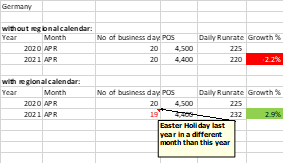 Germany
without regional calendar:
Year Month No of business day POS Daily Runrate Growth %
2020 APR 20 4,500 225
2021 APR 20 4,400 220 -2.2%
with regional calendar:
Year Month No of business day POS Daily Runrate Growth %
2020 APR 20 4,500 225
2021 APR 19 4,400 232 2.9%
Easter Holiday last
year in a different
month than this year